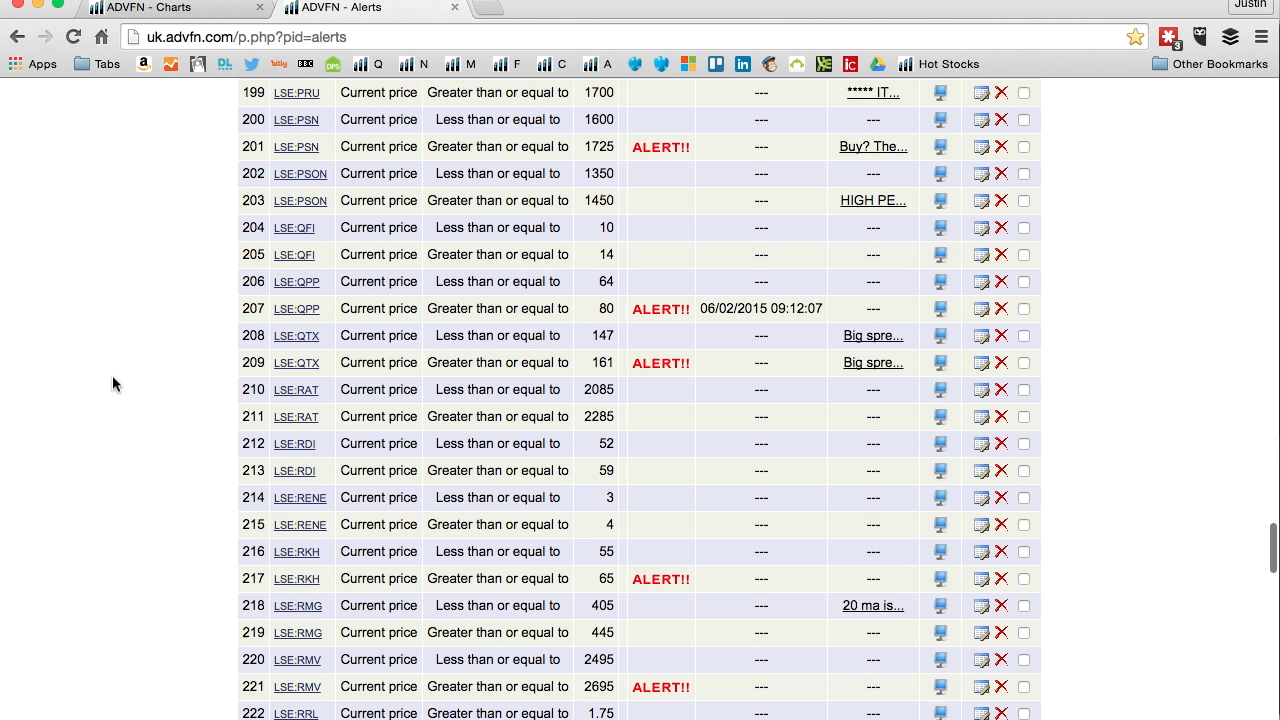 ADVFN - Charts
ADVFN - Alerts
Justin
uk.advfn.com/p.php?pid=alerts
3
Apps Tabs a DL bitly BBC DPS Q N M F C A in ic Hot Stocks Other Bookmarks
199 LSE:PRU Current price Greater than or equal to 1700 --- ***** IT...
200 LSE:PSN Current price Less than or equal to 1600 --- ---
201 LSE:PSN Current price Greater than or equal to 1725 ALERT!! --- Buy? The...
202 LSE:PSON Current price Less than or equal to 1350 --- ---
203 LSE:PSON Current price Greater than or equal to 1450 --- HIGH PE...
204 LSE:QFI Current price Less than or equal to 10 --- ---
205 LSE:QFI Current price Greater than or equal to 14 --- ---
206 LSE:QPP Current price Less than or equal to 64 --- ---
207 LSE:QPP Current price Greater than or equal to 80 ALERT!! 06/02/2015 09:12:07 ---
208 LSE:QTX Current price Less than or equal to 147 --- Big spre...
209 LSE:QTX Current price Greater than or equal to 161 ALERT!! --- Big spre...
210 LSE:RAT Current price Less than or equal to 2085 --- ---
211 LSE:RAT Current price Greater than or equal to 2285 --- ---
212 LSE:RDI Current price Less than or equal to 52 --- ---
213 LSE:RDI Current price Greater than or equal to 59 --- ---
214 LSE:RENE Current price Less than or equal to 3 --- ---
215 LSE:RENE Current price Greater than or equal to 4 --- ---
216 LSE:RKH Current price Less than or equal to 55 --- ---
217 LSE:RKH Current price Greater than or equal to 65 ALERT!! --- ---
218 LSE:RMG Current price Less than or equal to 405 --- 20 ma is...
219 LSE:RMG Current price Greater than or equal to 445 --- ---
220 LSE:RMV Current price Less than or equal to 2495 --- ---
221 LSE:RMV Current price Greater than or equal to 2695 ALERT!! --- ---
222 LSE:RRL Current price Greater than or equal to 1.75 --- ---